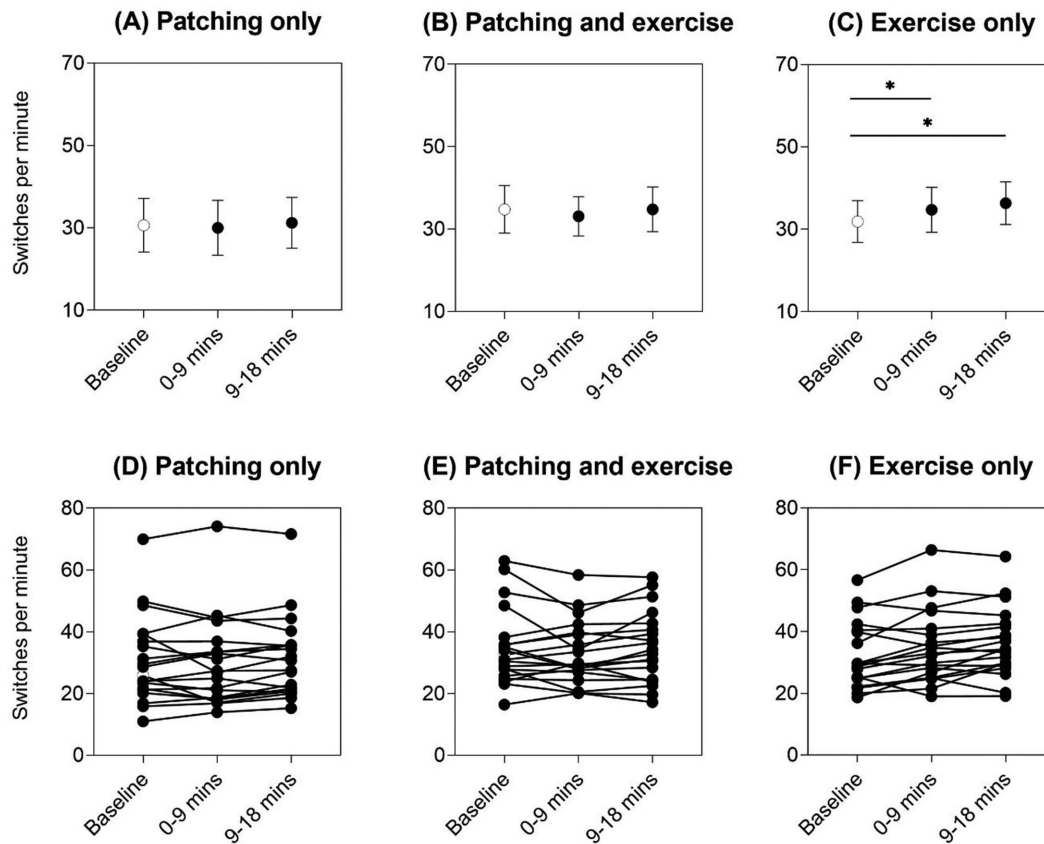 (A) Patching only
(B) Patching and exercise
(C) Exercise only
Switches per minute
70
50
30
10
Baseline
0-9 mins
9-18 mins
70
50
30
10
Baseline
0-9 mins
9-18 mins
70
50
30
10
*
*
Baseline
0-9 mins
9-18 mins
(D) Patching only
(E) Patching and exercise
(F) Exercise only
Switches per minute
80
60
40
20
0
Baseline
0-9 mins
9-18 mins
80
60
40
20
0
Baseline
0-9 mins
9-18 mins
80
60
40
20
0
Baseline
0-9 mins
9-18 mins